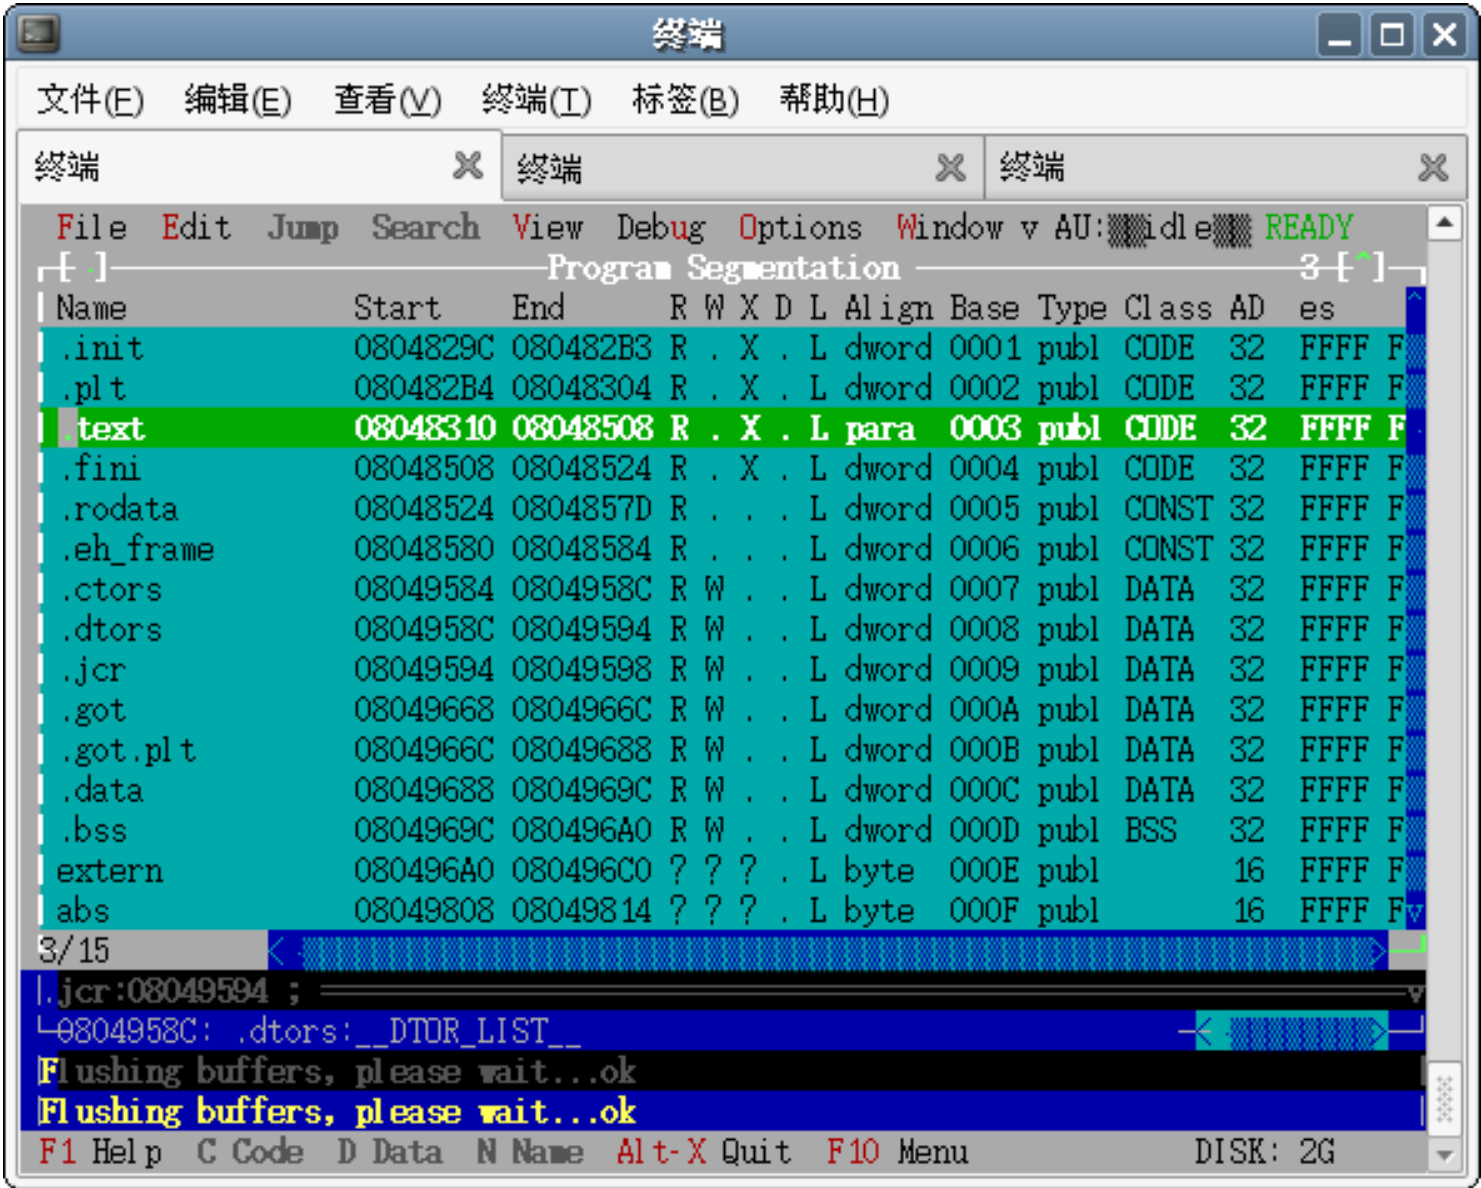 终端
文件(F) 编辑(E) 查看(V) 终端(T) 标签(B) 帮助(H)
终端 终端 终端
File Edit Jump Search View Debug Options Window v AU: idle READY
[ ] Program Segmentation 3 [^]
Name Start End R W X D L Align Base Type Class AD es
.init 0804829C 080482B3 R . X . L dword 0001 publ CODE 32 FFFF F
.plt 080482B4 08048304 R . X . L dword 0002 publ CODE 32 FFFF F
.text 08048310 08048508 R . X . L para 0003 publ CODE 32 FFFF F
.fini 08048508 08048524 R . X . L dword 0004 publ CODE 32 FFFF F
.rodata 08048524 0804857D R . . . L dword 0005 publ CONST 32 FFFF F
.eh_frame 08048580 08048584 R . . . L dword 0006 publ CONST 32 FFFF F
.ctors 08049584 0804958C R W . . L dword 0007 publ DATA 32 FFFF F
.dtors 0804958C 08049594 R W . . L dword 0008 publ DATA 32 FFFF F
.jcr 08049594 08049598 R W . . L dword 0009 publ DATA 32 FFFF F
.got 08049668 0804966C R W . . L dword 000A publ DATA 32 FFFF F
.got.plt 0804966C 08049688 R W . . L dword 000B publ DATA 32 FFFF F
.data 08049688 0804969C R W . . L dword 000C publ DATA 32 FFFF F
.bss 0804969C 080496A0 R W . . L dword 000D publ BSS 32 FFFF F
extern 080496A0 080496C0 ? ? ? . L byte 000E publ 16 FFFF F
abs 08049808 08049814 ? ? ? . L byte 000F publ 16 FFFF F
3/15
.jcr:08049594 ;
0804958C: .dtors:__DTOR_LIST__
Flushing buffers, please wait...ok
Flushing buffers, please wait...ok
F1 Help C Code D Data N Name Alt-X Quit F10 Menu DISK: 2G